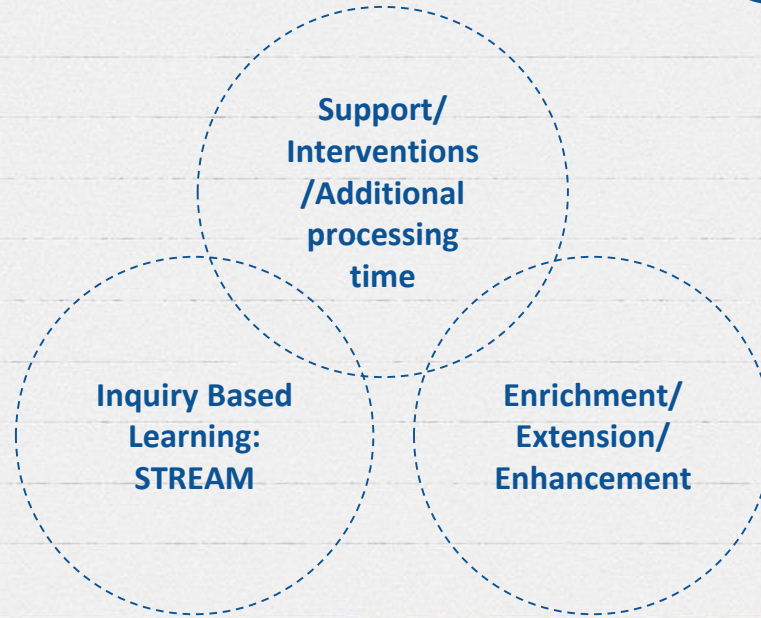 Support/
Interventions
/Additional
processing
time
Inquiry Based
Learning:
STREAM
Enrichment/
Extension/
Enhancement